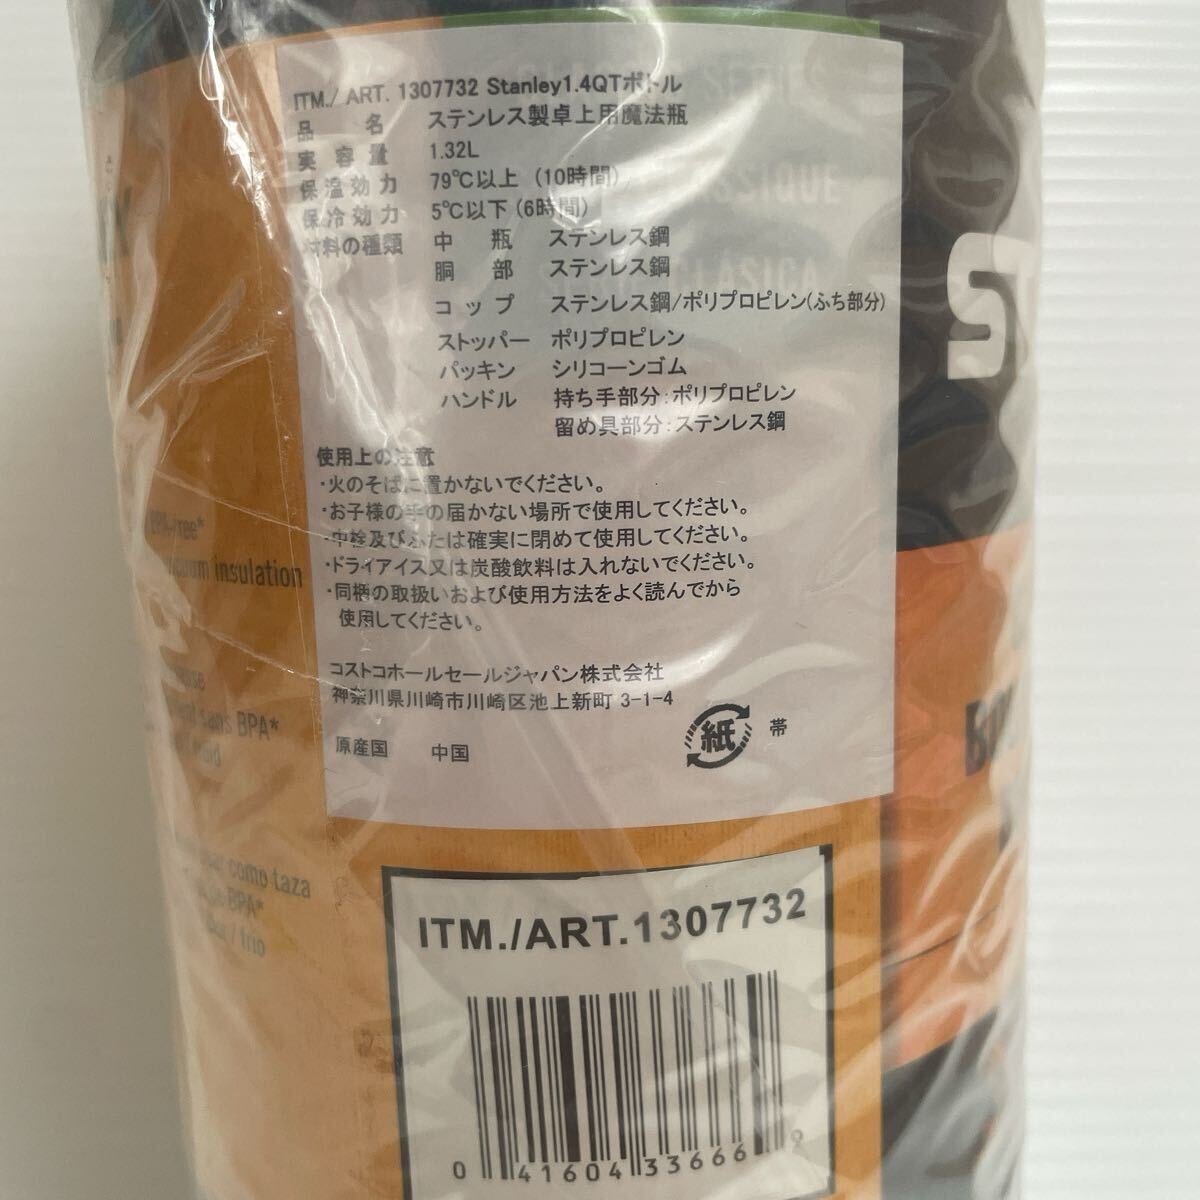 ITM./ ART. 1307732 Stanley1.4QTボトル
品名 ステンレス製卓上用魔法瓶
実容量 1.32L
保温効力 79℃以上 (10時間)
保冷効力 5℃以下 (6時間)
材料の種類 中瓶 ステンレス鋼
胴部 ステンレス鋼
コップ ステンレス鋼/ポリプロピレン(ふち部分)
ストッパー ポリプロピレン
パッキン シリコーンゴム
ハンドル 持ち手部分:ポリプロピレン
留め具部分:ステンレス鋼
使用上の注意
・火のそばに置かないでください。
・お子様の手の届かない場所で使用してください。
・中栓及びふたは確実に閉めて使用してください。
・ドライアイス又は炭酸飲料は入れないでください。
・同梱の取扱いおよび使用方法をよく読んでから
使用してください。
コストコホールセールジャパン株式会社
神奈川県川崎市川崎区池上新町 3-1-4
原産国 中国
紙 帯
ITM./ART.1307732
0 41604 33666 9
BPA-Free*
vacuum insulation
sans BPA*
como taza
BPA*
/ frio
ST